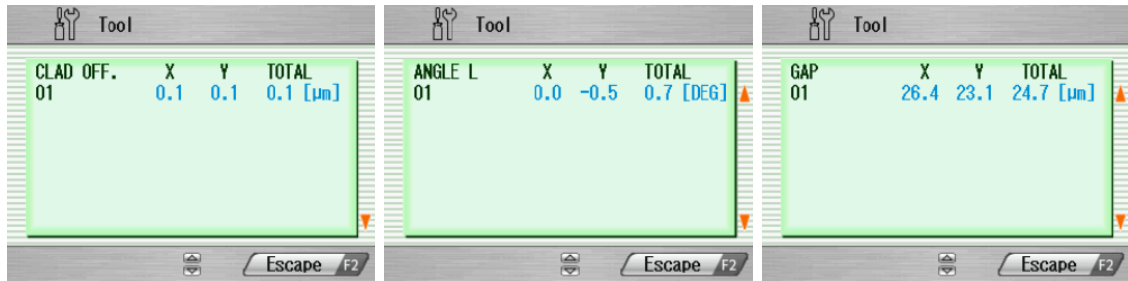 Tool
CLAD OFF. X Y TOTAL
01 0.1 0.1 0.1 [µm]
Escape F2
Tool
ANGLE L X Y TOTAL
01 0.0 -0.5 0.7 [DEG]
Escape F2
Tool
GAP X Y TOTAL
01 26.4 23.1 24.7 [µm]
Escape F2